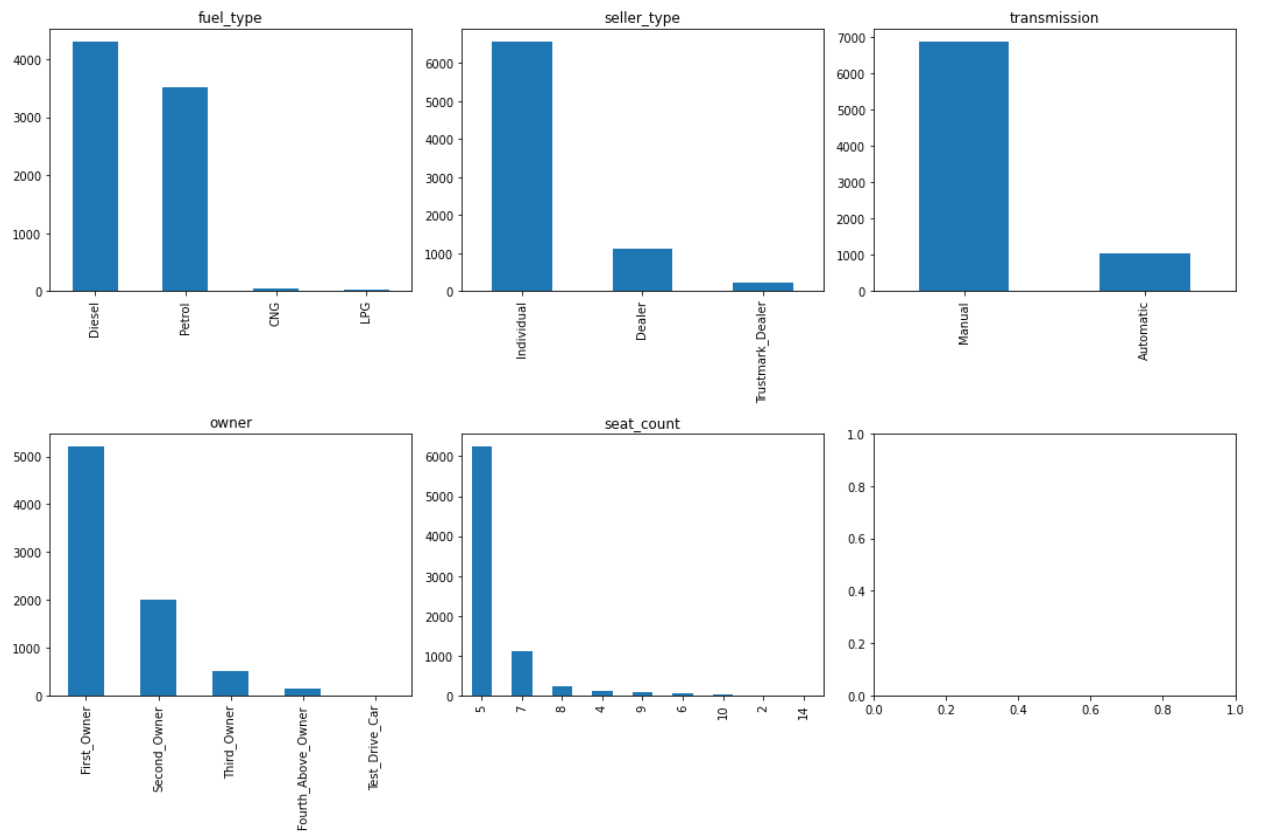 fuel_type
4000
3000
2000
1000
0
Diesel
Petrol
CNG
LPG
seller_type
6000
5000
4000
3000
2000
1000
0
Individual
Dealer
Trustmark_Dealer
transmission
7000
6000
5000
4000
3000
2000
1000
0
Manual
Automatic
owner
5000
4000
3000
2000
1000
0
First_Owner
Second_Owner
Third_Owner
Fourth_Above_Owner
Test_Drive_Car
seat_count
6000
5000
4000
3000
2000
1000
0
5
7
8
4
9
6
10
2
14
1.0
0.8
0.6
0.4
0.2
0.0
0.0 0.2 0.4 0.6 0.8 1.0